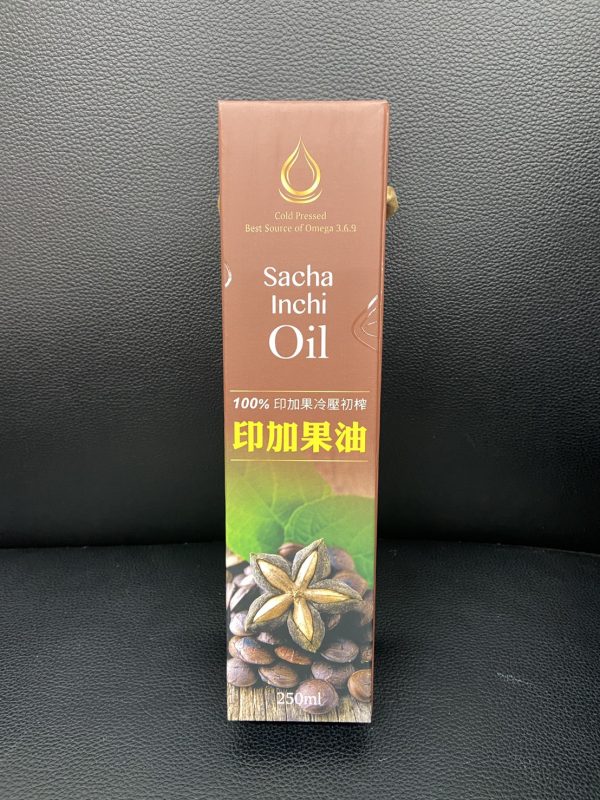 Cold Pressed
Best Source of Omega 3.6.9
Sacha
Inchi
Oil
100% 印加果冷壓初榨
印加果油
250ml